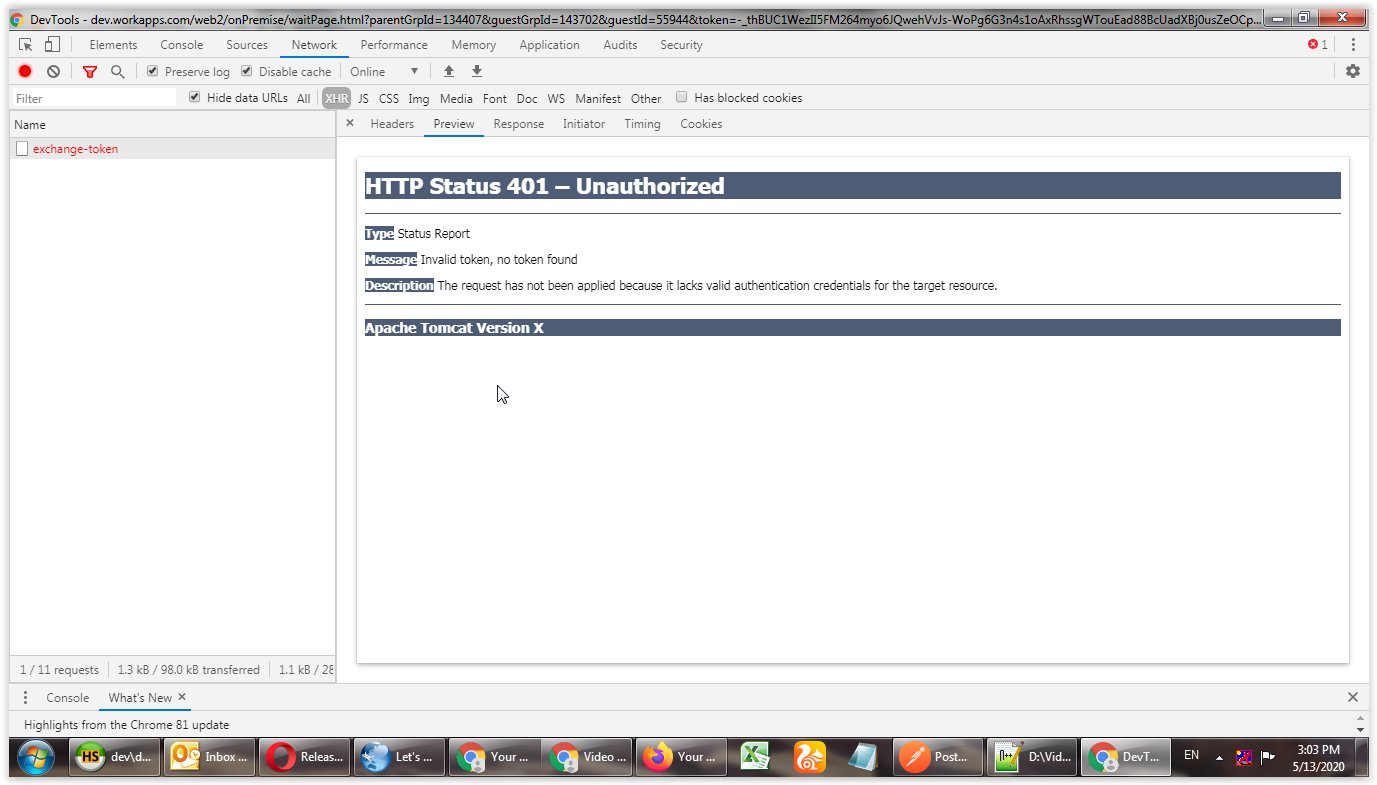 DevTools - dev.workapps.com/web2/onPremise/waitPage.html?parentGrpId=134407&guestGrpId=143702&guestId=55944&token=-_thBUC1WezII5FM264myo6JQwehVvJs-WoPg6G3n4s1oAxRhssgWTouEad88BcUadXBj0usZeOCp...
Elements Console Sources Network Performance Memory Application Audits Security 1
Preserve log Disable cache Online
Filter Hide data URLs All XHR JS CSS Img Media Font Doc WS Manifest Other Has blocked cookies
Name Headers Preview Response Initiator Timing Cookies
exchange-token
HTTP Status 401 – Unauthorized
Type Status Report
Message Invalid token, no token found
Description The request has not been applied because it lacks valid authentication credentials for the target resource.
Apache Tomcat Version X
1 / 11 requests 1.3 kB / 98.0 kB transferred 1.1 kB / 28
Console What's New
Highlights from the Chrome 81 update
HS dev\d... Inbox ... Releas... Let's ... Your ... Video ... Your ... Post... D:\Vid... DevT... EN 3:03 PM
5/13/2020